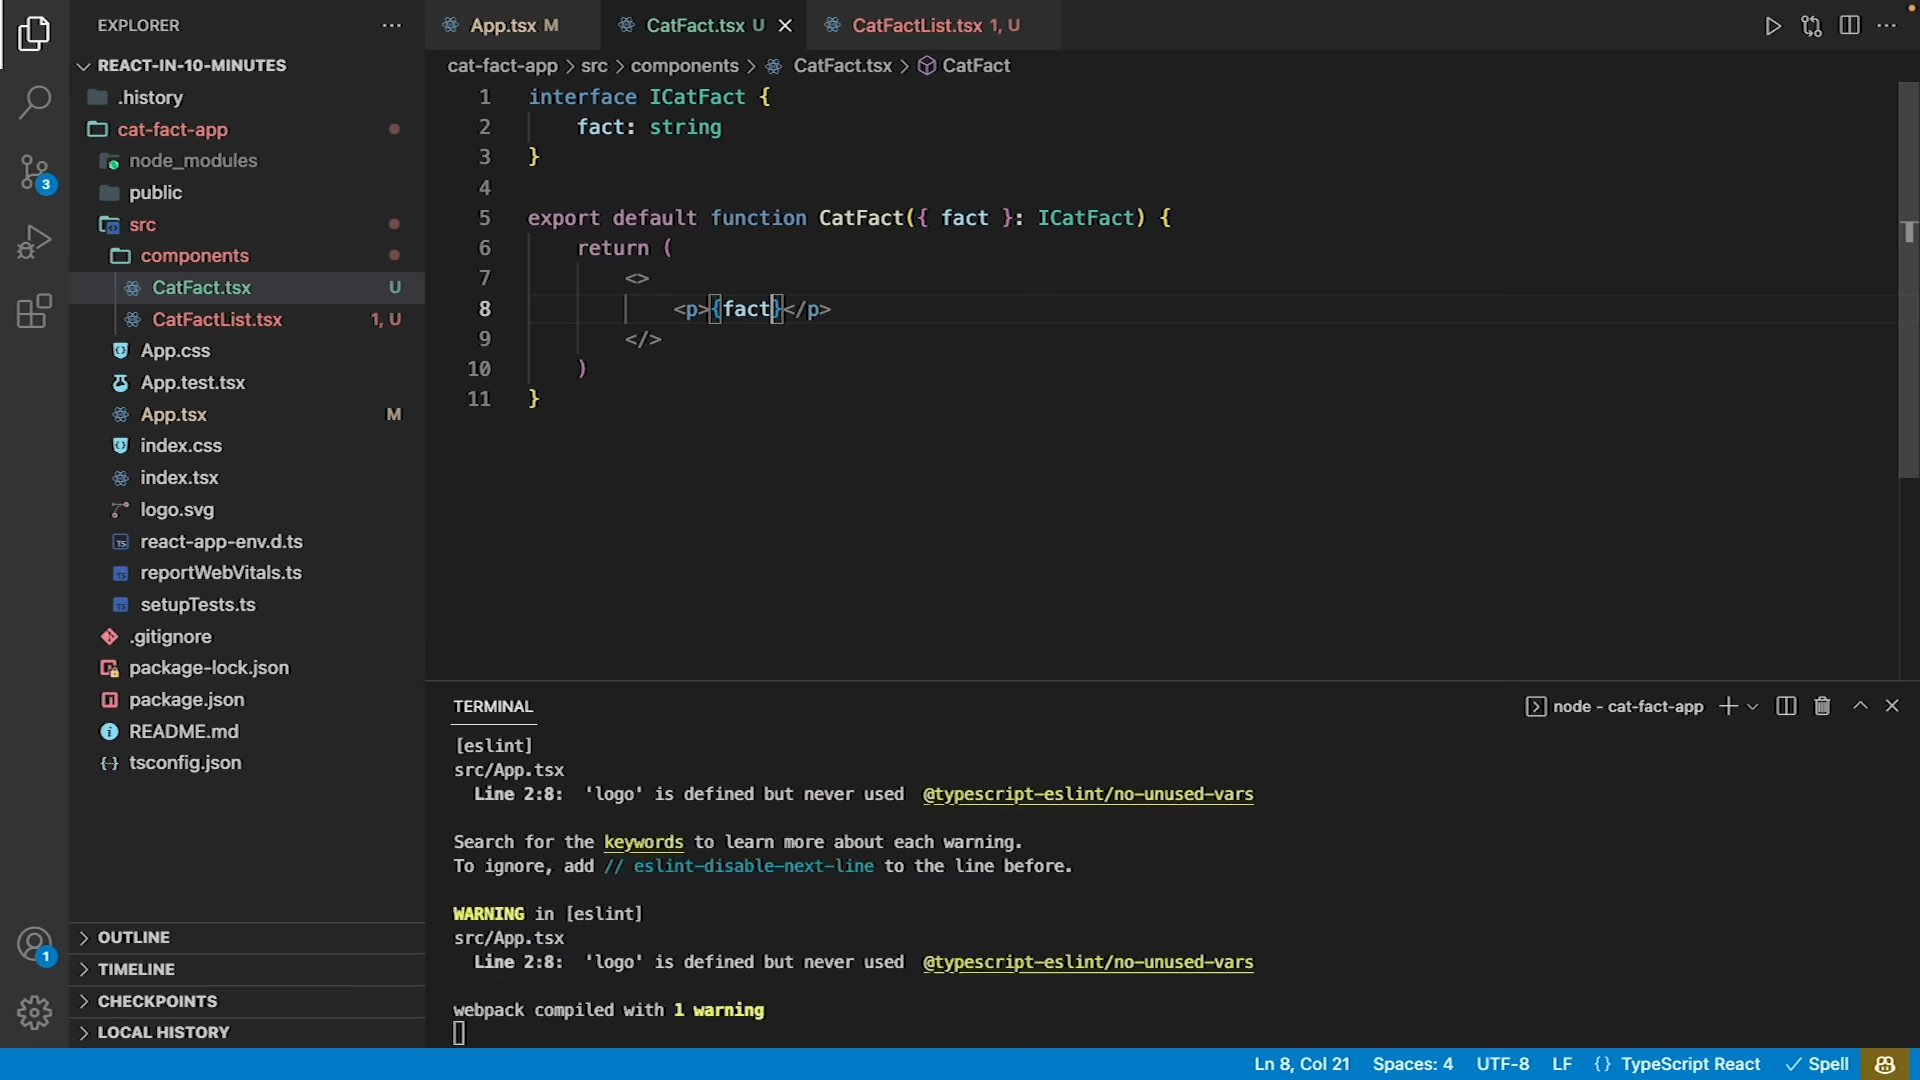 EXPLORER
REACT-IN-10-MINUTES
.history
cat-fact-app
node_modules
public
src
components
CatFact.tsx U
CatFactList.tsx 1, U
App.css
App.test.tsx
App.tsx M
index.css
index.tsx
logo.svg
react-app-env.d.ts
reportWebVitals.ts
setupTests.ts
.gitignore
package-lock.json
package.json
README.md
tsconfig.json
OUTLINE
TIMELINE
CHECKPOINTS
LOCAL HISTORY
3
1
App.tsx M
CatFact.tsx U
CatFactList.tsx 1, U
cat-fact-app > src > components > CatFact.tsx > CatFact
1 interface ICatFact {
2 fact: string
3 }
4
5 export default function CatFact({ fact }: ICatFact) {
6 return (
7 <>
8 <p>{fact}</p>
9 </>
10 )
11 }
TERMINAL
node - cat-fact-app
[eslint]
src/App.tsx
Line 2:8: 'logo' is defined but never used @typescript-eslint/no-unused-vars
Search for the keywords to learn more about each warning.
To ignore, add // eslint-disable-next-line to the line before.
WARNING in [eslint]
src/App.tsx
Line 2:8: 'logo' is defined but never used @typescript-eslint/no-unused-vars
webpack compiled with 1 warning
Ln 8, Col 21
Spaces: 4
UTF-8
LF
{ } TypeScript React
Spell